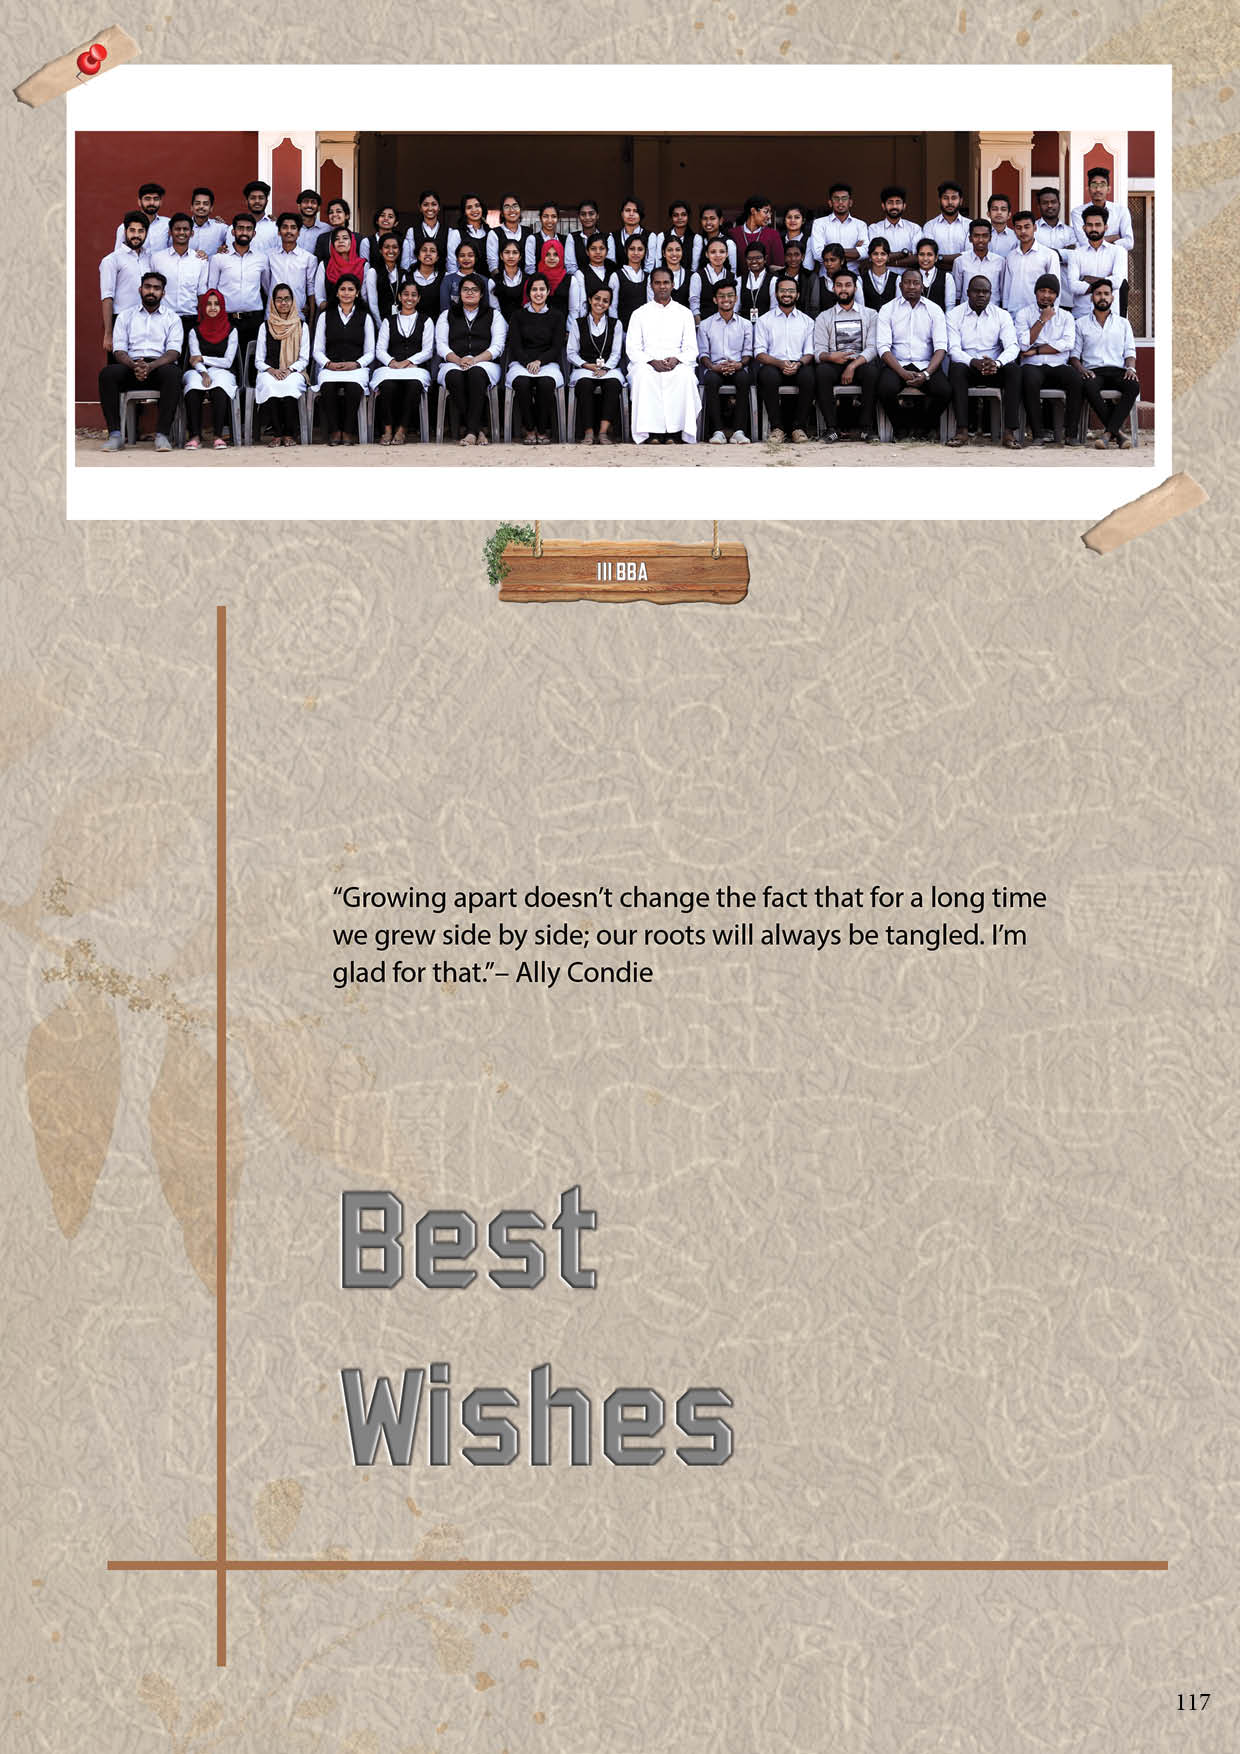 III BBA
“Growing apart doesn’t change the fact that for a long time
we grew side by side; our roots will always be tangled. I’m
glad for that.”– Ally Condie
Best
Wishes
117